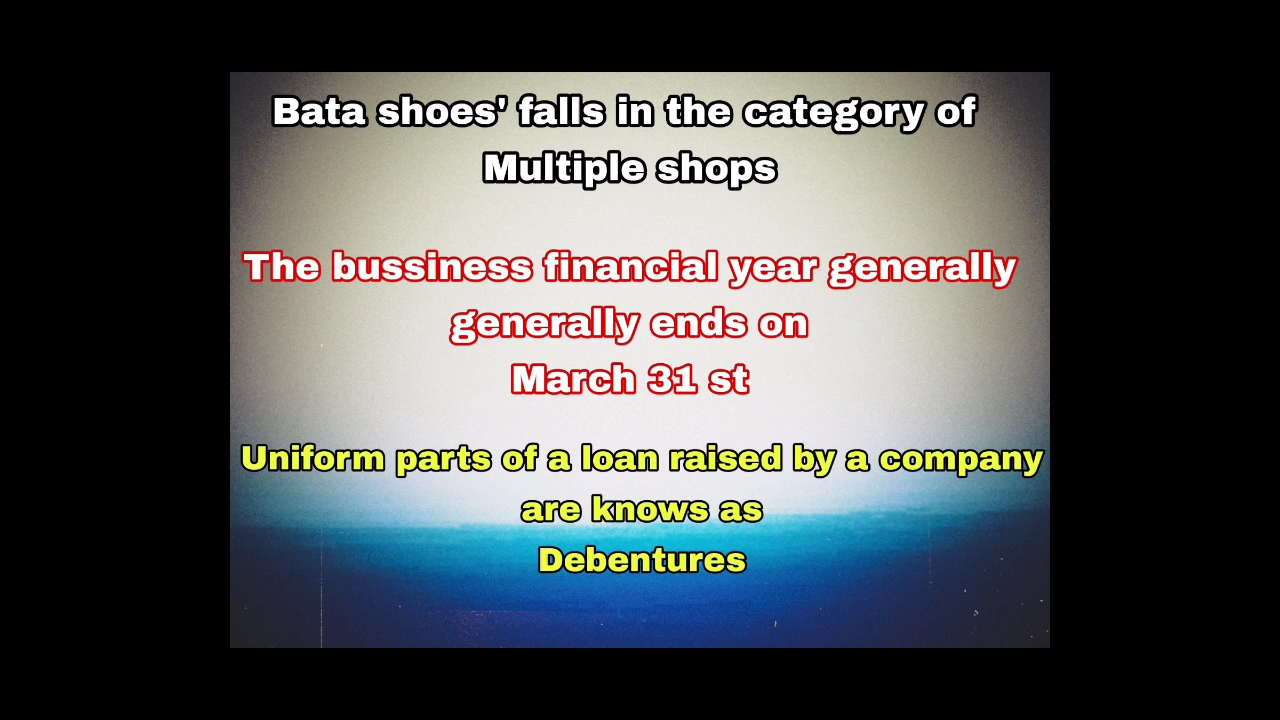 Bata shoes' falls in the category of
Multiple shops
The bussiness financial year generally
generally ends on
March 31 st
Uniform parts of a loan raised by a company
are knows as
Debentures